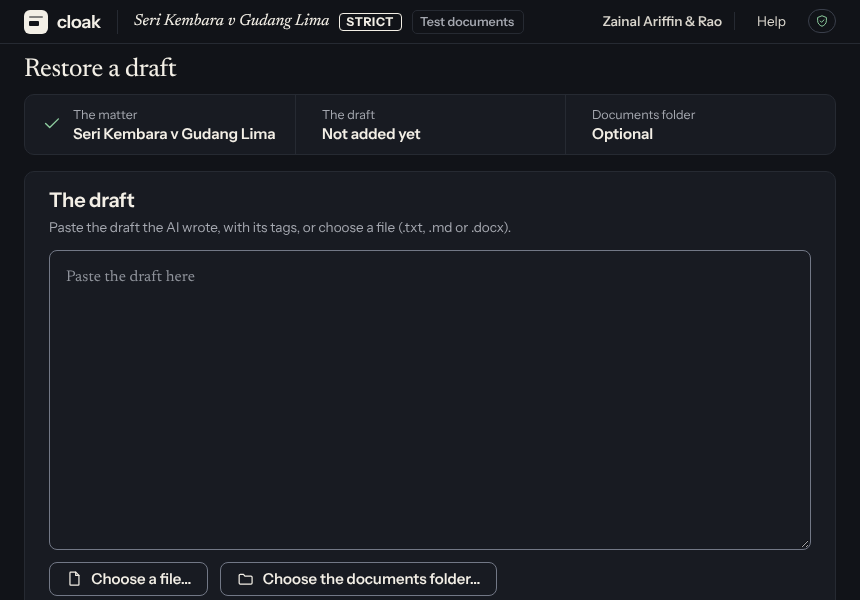 cloak
Seri Kembara v Gudang Lima
STRICT
Test documents
Zainal Ariffin & Rao
Help
Restore a draft
The matter
Seri Kembara v Gudang Lima
The draft
Not added yet
Documents folder
Optional
The draft
Paste the draft the AI wrote, with its tags, or choose a file (.txt, .md or .docx).
Paste the draft here
Choose a file...
Choose the documents folder...